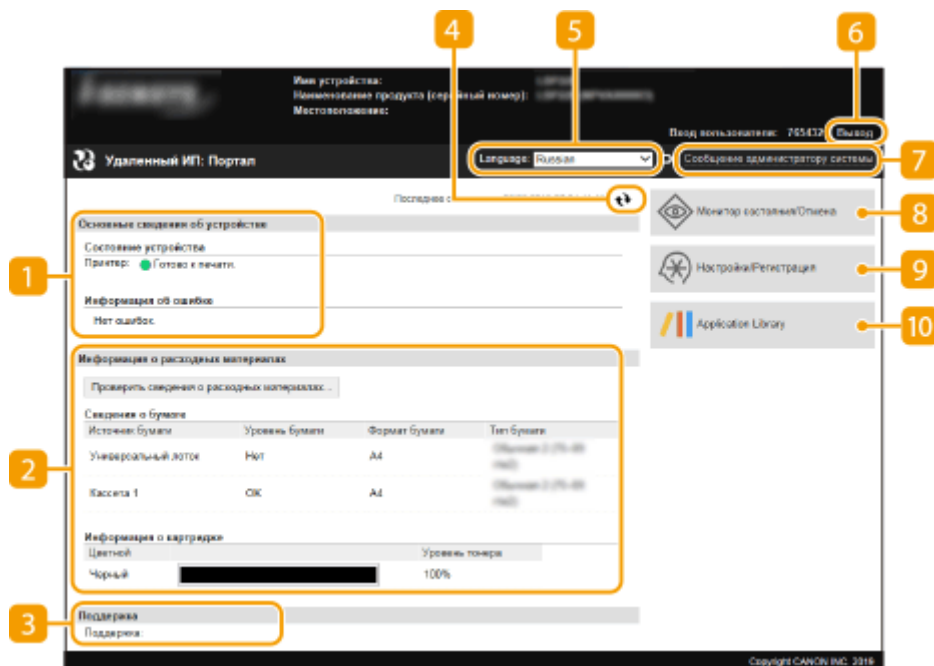 4
5
6
Имя устройства:
Наименование продукта (серийный номер):
Местоположение:
Вход пользователя: 765432
Выход
Удаленный ИП: Портал
Language: Russian
Сообщение администратору системы
7
Последнее о
1
Основные сведения об устройстве
Состояние устройства
Принтер: Готово к печати.
Информация об ошибке
Нет ошибок.
Монитор состояния/Отмена
8
Настройки/Регистрация
9
Application Library
10
2
Информация о расходных материалах
Проверить сведения о расходных материалах...
Сведения о бумаге
Источник бумаги Уровень бумаги Формат бумаги Тип бумаги
Универсальный лоток Нет A4
Кассета 1 OK A4
Информация о картридже
Цветной Уровень тонера
Черный 100%
3
Поддержка
Поддержка:
Copyright CANON INC. 2019